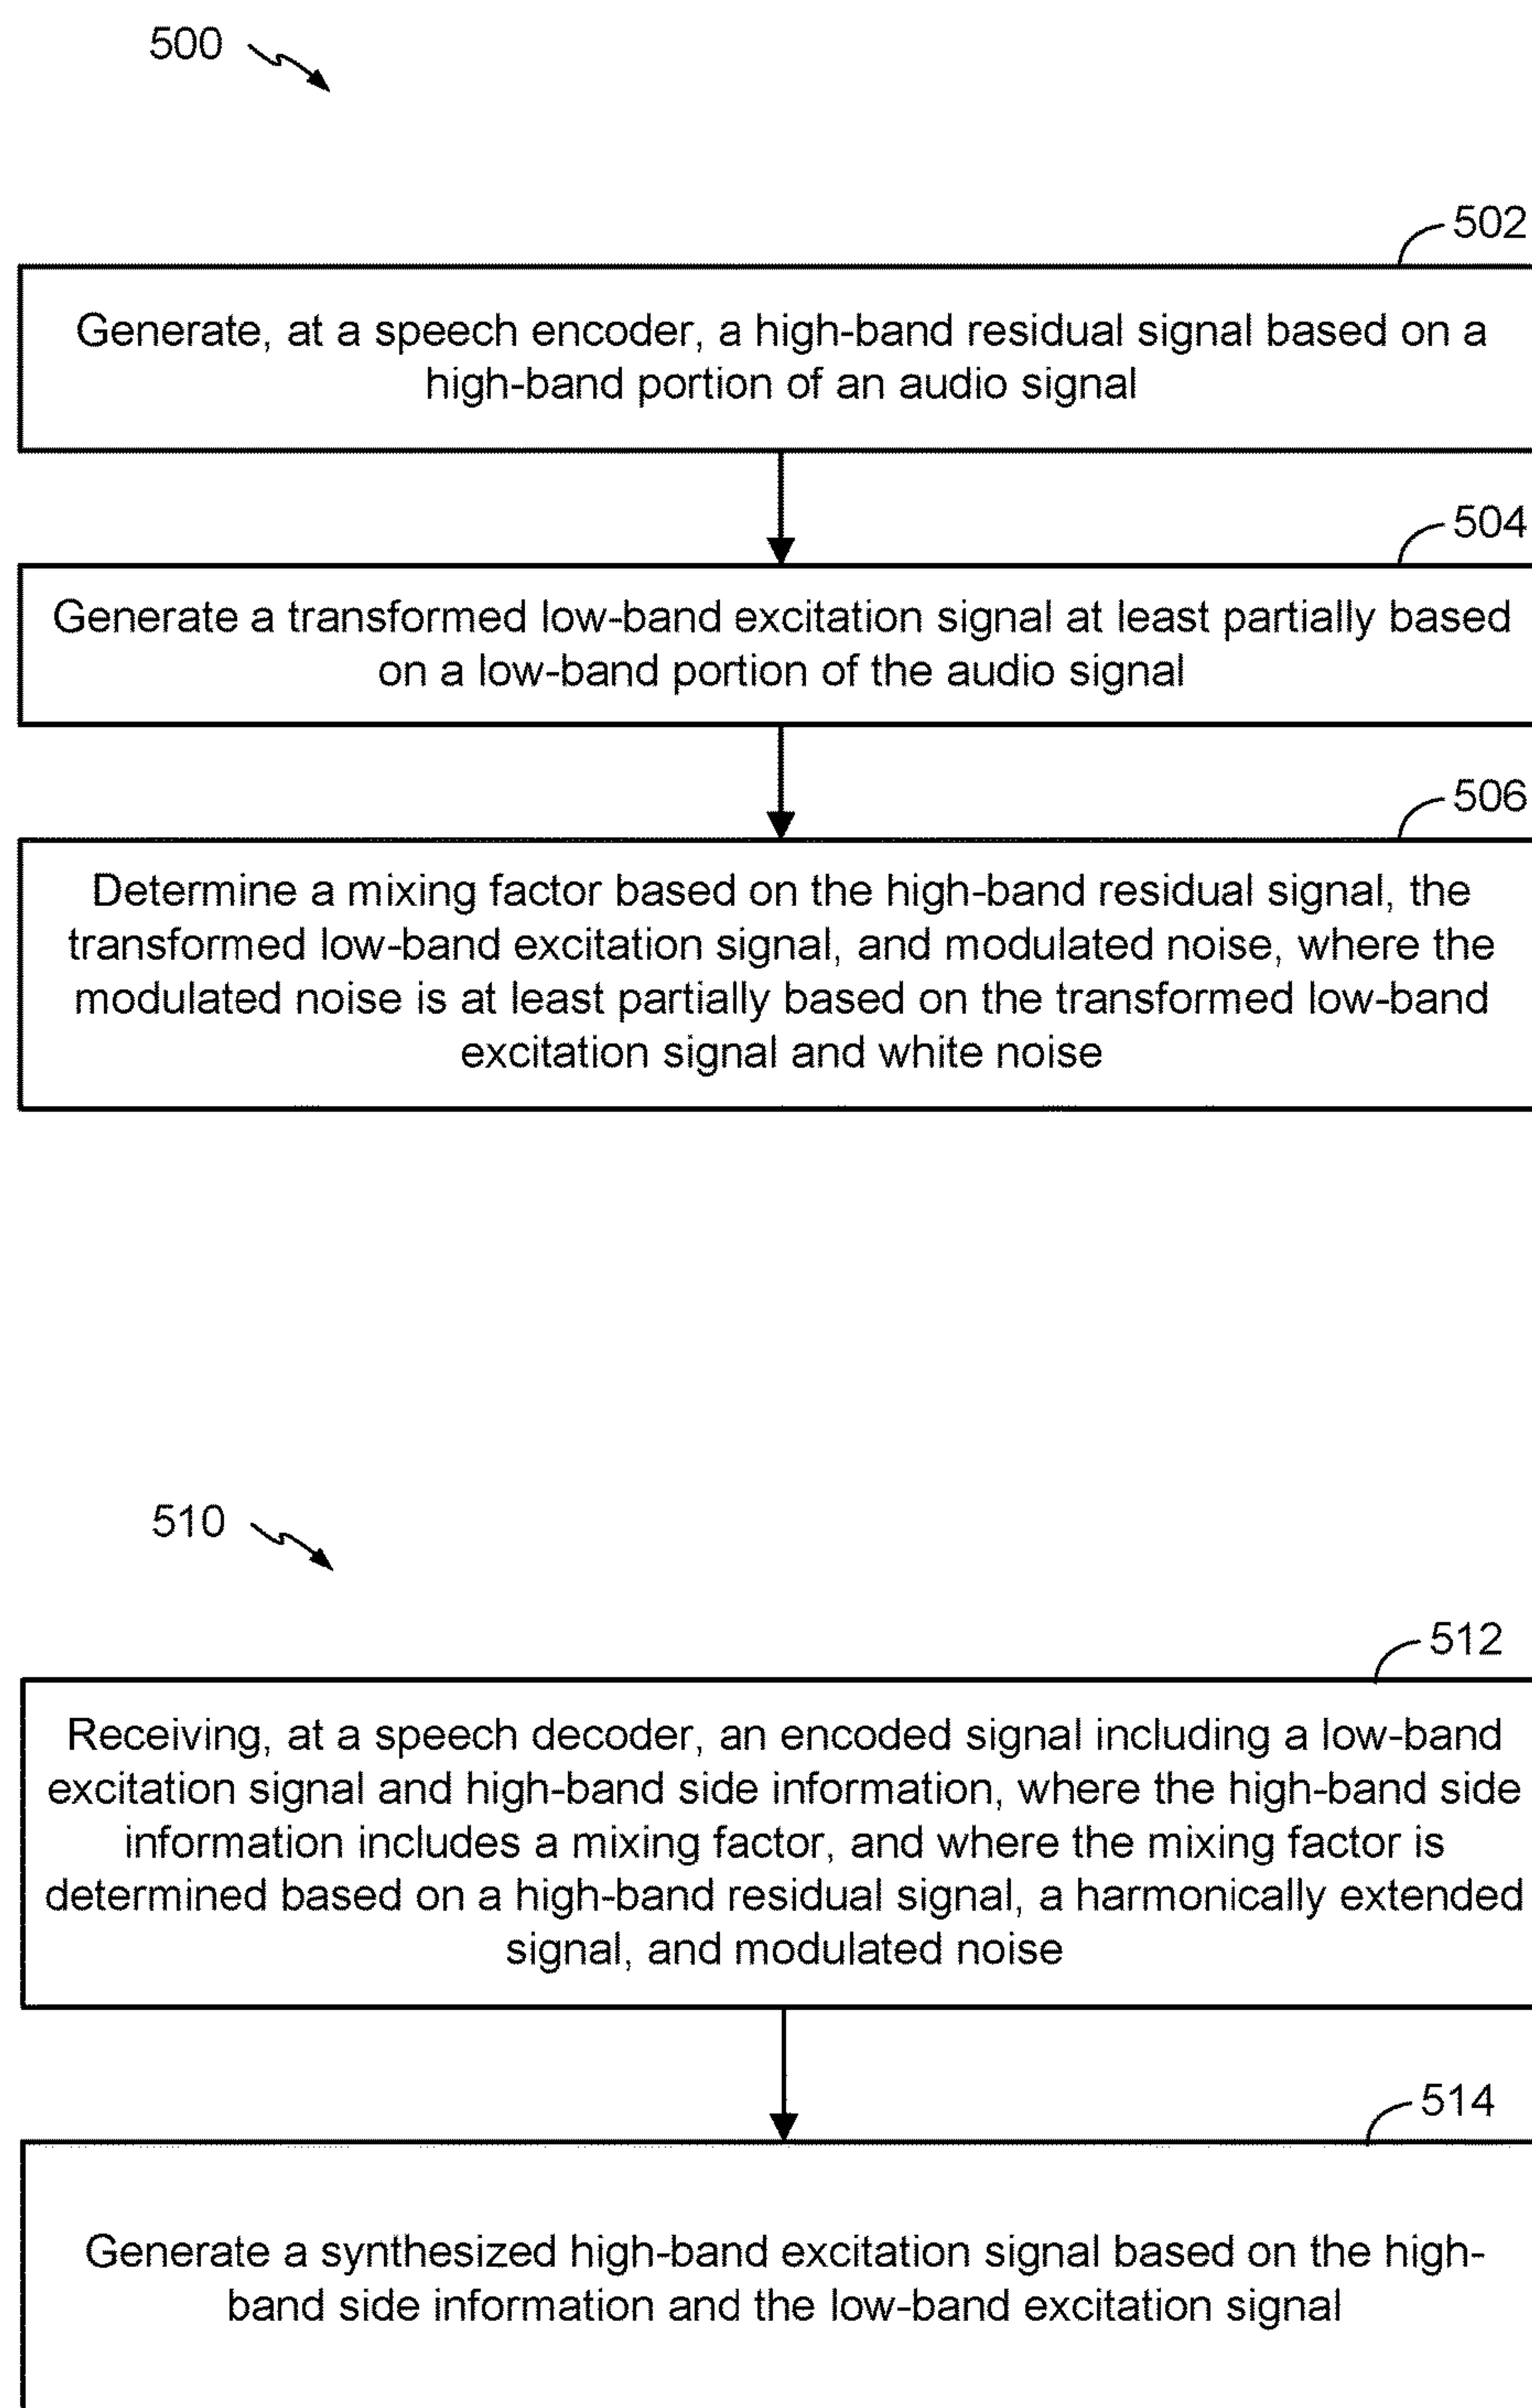 500
502
Generate, at a speech encoder, a high-band residual signal based on a
high-band portion of an audio signal
504
Generate a transformed low-band excitation signal at least partially based
on a low-band portion of the audio signal
506
Determine a mixing factor based on the high-band residual signal, the
transformed low-band excitation signal, and modulated noise, where the
modulated noise is at least partially based on the transformed low-band
excitation signal and white noise
510
512
Receiving, at a speech decoder, an encoded signal including a low-band
excitation signal and high-band side information, where the high-band side
information includes a mixing factor, and where the mixing factor is
determined based on a high-band residual signal, a harmonically extended
signal, and modulated noise
514
Generate a synthesized high-band excitation signal based on the high-
band side information and the low-band excitation signal